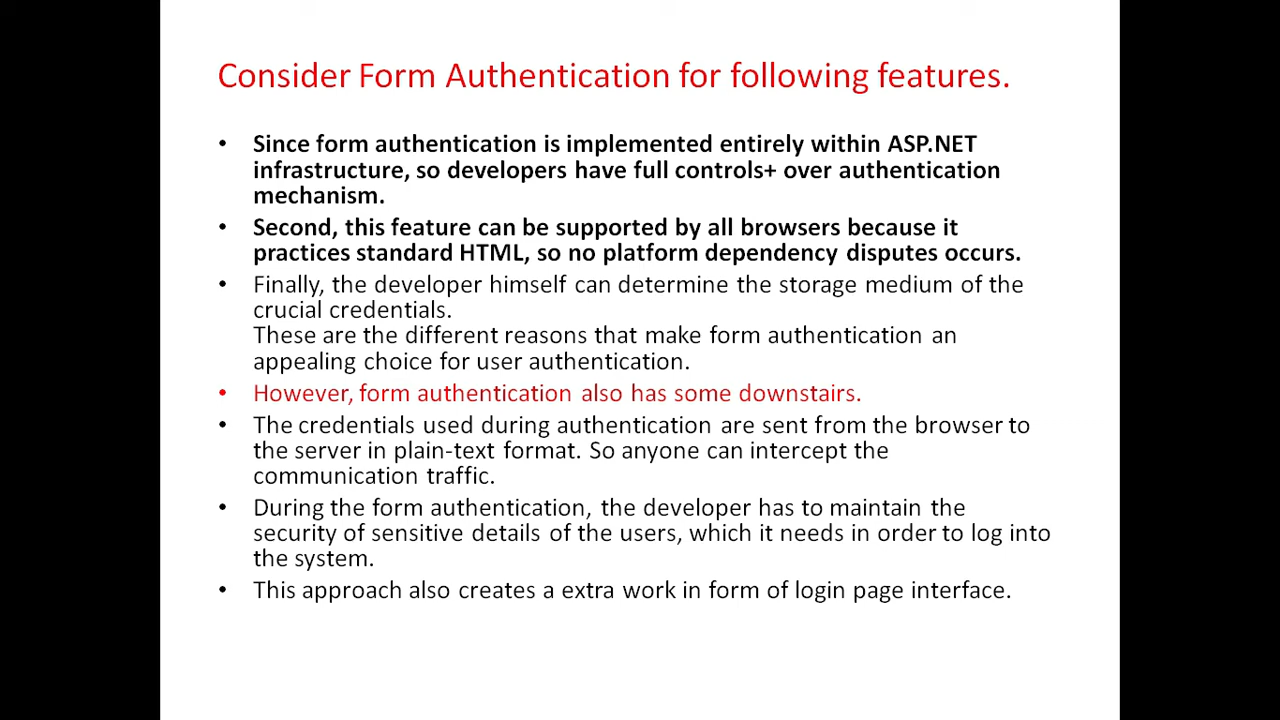 Consider Form Authentication for following features.
• Since form authentication is implemented entirely within ASP.NET
infrastructure, so developers have full controls+ over authentication
mechanism.
• Second, this feature can be supported by all browsers because it
practices standard HTML, so no platform dependency disputes occurs.
• Finally, the developer himself can determine the storage medium of the
crucial credentials.
These are the different reasons that make form authentication an
appealing choice for user authentication.
• However, form authentication also has some downstairs.
• The credentials used during authentication are sent from the browser to
the server in plain-text format. So anyone can intercept the
communication traffic.
• During the form authentication, the developer has to maintain the
security of sensitive details of the users, which it needs in order to log into
the system.
• This approach also creates a extra work in form of login page interface.